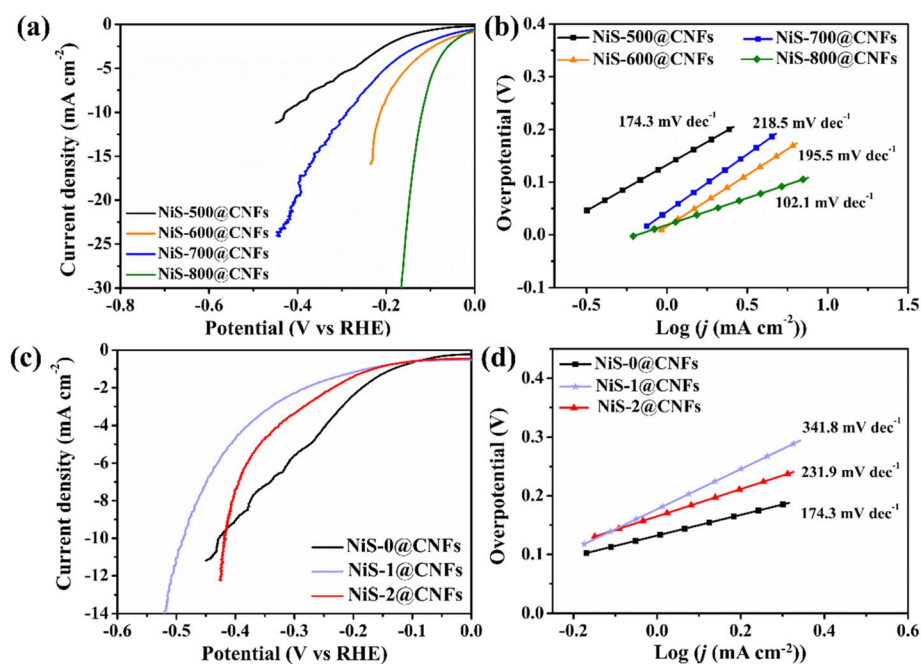 (a)
Current density (mA cm⁻²)
0
-5
-10
-15
-20
-25
-30
NiS-500@CNFs
NiS-600@CNFs
NiS-700@CNFs
NiS-800@CNFs
-0.8
-0.6
-0.4
-0.2
0.0
Potential (V vs RHE)
(b)
Overpotential (V)
0.4
0.3
0.2
0.1
0.0
-0.1
NiS-500@CNFs
NiS-700@CNFs
NiS-600@CNFs
NiS-800@CNFs
174.3 mV dec⁻¹
218.5 mV dec⁻¹
195.5 mV dec⁻¹
102.1 mV dec⁻¹
-0.5
0.0
0.5
1.0
1.5
Log (j (mA cm⁻²))
(c)
Current density (mA cm⁻²)
0
-2
-4
-6
-8
-10
-12
-14
NiS-0@CNFs
NiS-1@CNFs
NiS-2@CNFs
-0.6
-0.5
-0.4
-0.3
-0.2
-0.1
0.0
Potential (V vs RHE)
(d)
Overpotential (V)
0.4
0.3
0.2
0.1
0.0
NiS-0@CNFs
NiS-1@CNFs
NiS-2@CNFs
341.8 mV dec⁻¹
231.9 mV dec⁻¹
174.3 mV dec⁻¹
-0.2
0.0
0.2
0.4
0.6
Log (j (mA cm⁻²))